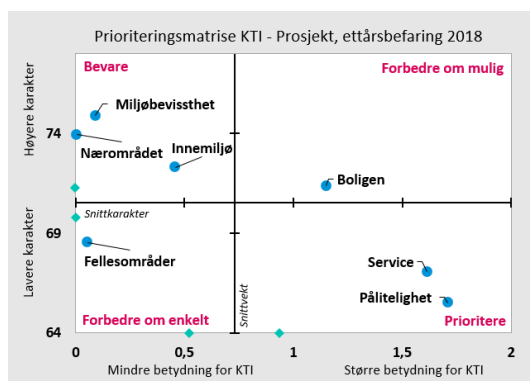 Prioriteringsmatrise KTI - Prosjekt, ettårsbefaring 2018
Bevare
Forbedre om mulig
Høyere karakter
Miljøbevissthet
74
Nærområdet
Innemiljø
Boligen
Snittkarakter
Lavere karakter
69
Fellesområder
Service
Pålitelighet
Snittvekt
Forbedre om enkelt
Prioritere
64
0
0,5
1
1,5
2
Mindre betydning for KTI
Større betydning for KTI